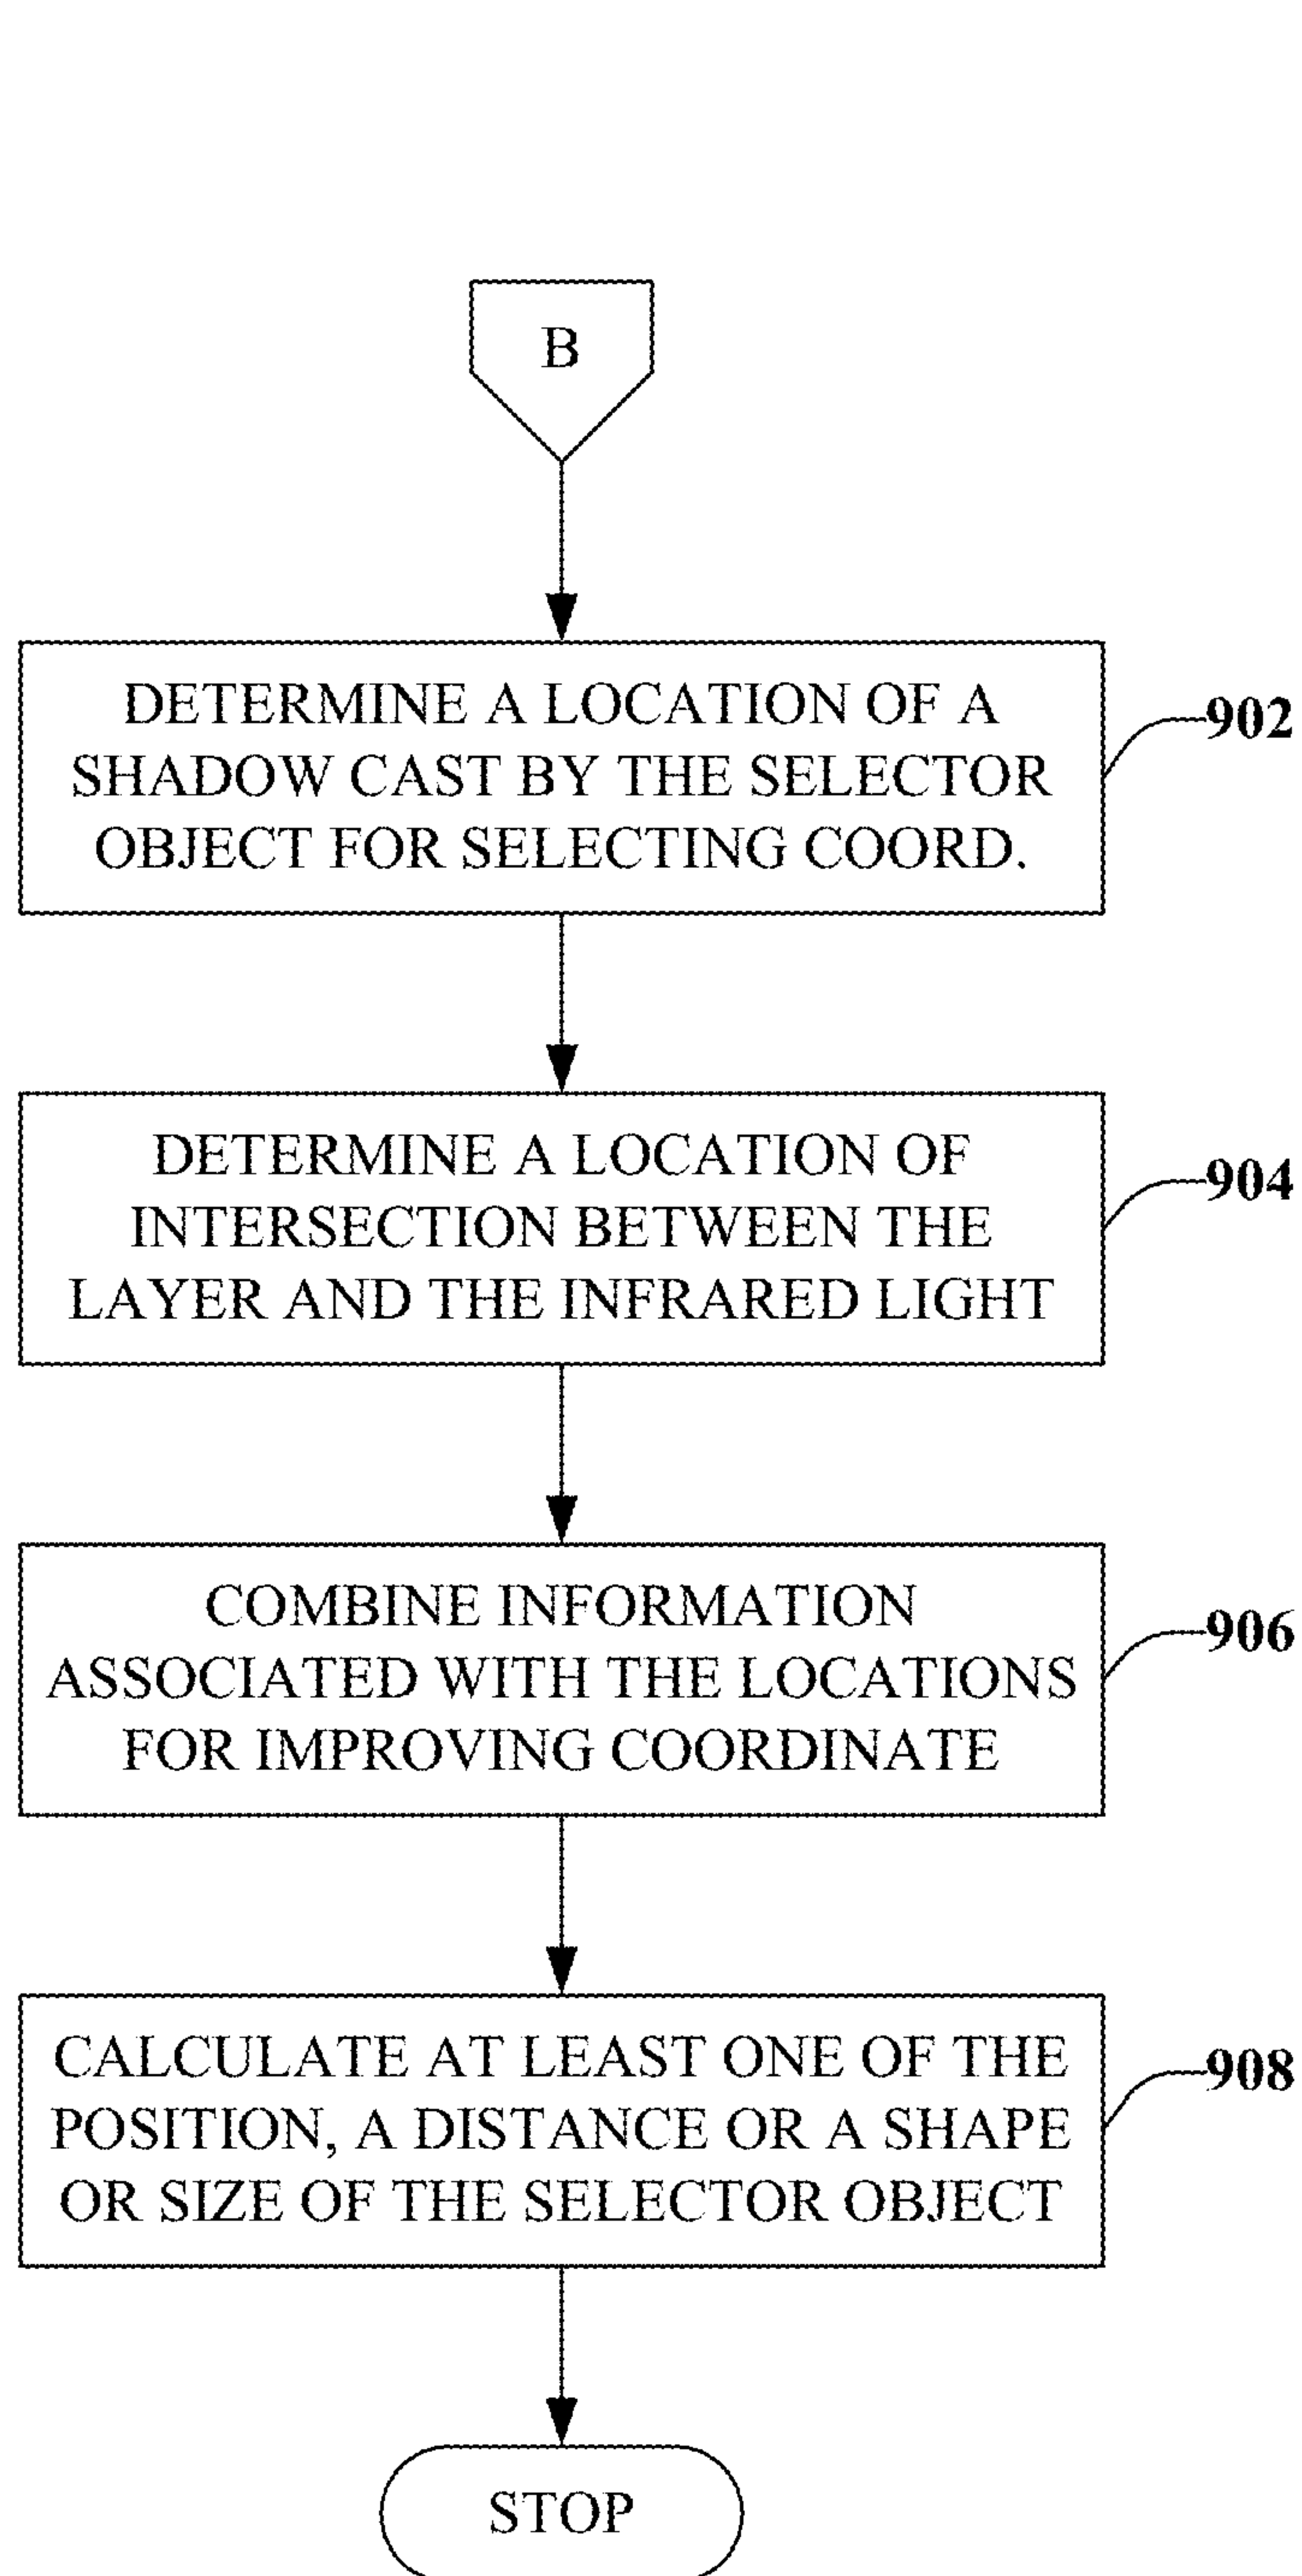 B
DETERMINE A LOCATION OF A
SHADOW CAST BY THE SELECTOR
OBJECT FOR SELECTING COORD.
902
DETERMINE A LOCATION OF
INTERSECTION BETWEEN THE
LAYER AND THE INFRARED LIGHT
904
COMBINE INFORMATION
ASSOCIATED WITH THE LOCATIONS
FOR IMPROVING COORDINATE
906
CALCULATE AT LEAST ONE OF THE
POSITION, A DISTANCE OR A SHAPE
OR SIZE OF THE SELECTOR OBJECT
908
STOP